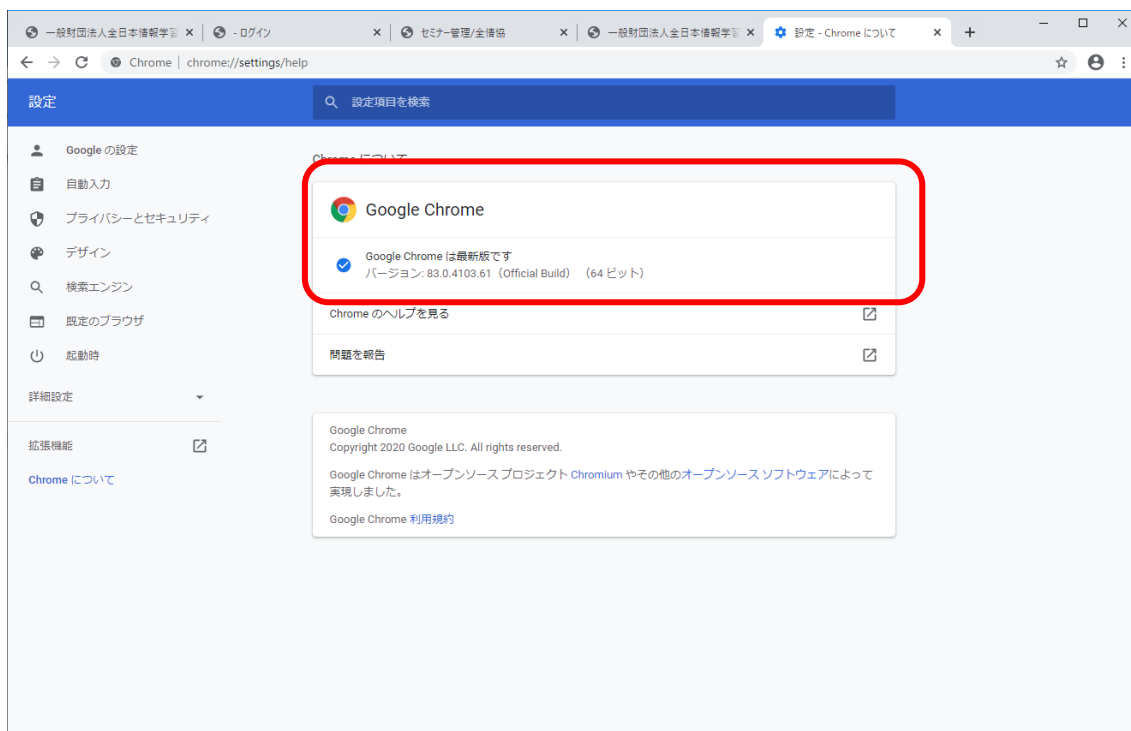 一般財団法人全日本情報学習
- ログイン
セミナー管理/全情協
一般財団法人全日本情報学習
設定 - Chrome について
Chrome | chrome://settings/help
設定
設定項目を検索
Google の設定
自動入力
プライバシーとセキュリティ
デザイン
検索エンジン
既定のブラウザ
起動時
詳細設定
拡張機能
Chrome について
Chrome について
Google Chrome
Google Chrome は最新版です
バージョン: 83.0.4103.61（Official Build） （64 ビット）
Chrome のヘルプを見る
問題を報告
Google Chrome
Copyright 2020 Google LLC. All rights reserved.
Google Chrome はオープンソース プロジェクト Chromium やその他のオープンソース ソフトウェアによって
実現しました。
Google Chrome 利用規約